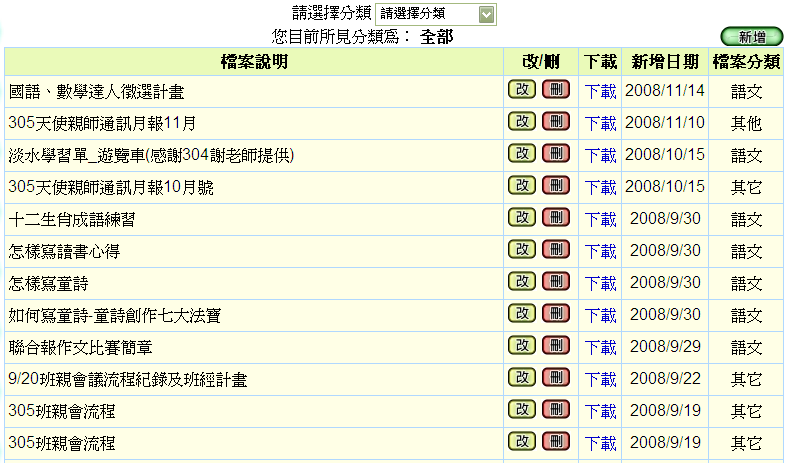 請選擇分類 請選擇分類
您目前所見分類為： 全部
新增
檔案說明 改/刪 下載 新增日期 檔案分類
國語、數學達人徵選計畫 改 刪 下載 2008/11/14 語文
305天使親師通訊月報11月 改 刪 下載 2008/11/10 其他
淡水學習單_遊覽車(感謝304謝老師提供) 改 刪 下載 2008/10/15 語文
305天使親師通訊月報10月號 改 刪 下載 2008/10/15 其它
十二生肖成語練習 改 刪 下載 2008/9/30 語文
怎樣寫讀書心得 改 刪 下載 2008/9/30 語文
怎樣寫童詩 改 刪 下載 2008/9/30 語文
如何寫童詩-童詩創作七大法寶 改 刪 下載 2008/9/30 語文
聯合報作文比賽簡章 改 刪 下載 2008/9/29 語文
9/20班親會議流程紀錄及班經計畫 改 刪 下載 2008/9/22 其它
305班親會流程 改 刪 下載 2008/9/19 其它
305班親會流程 改 刪 下載 2008/9/19 其它